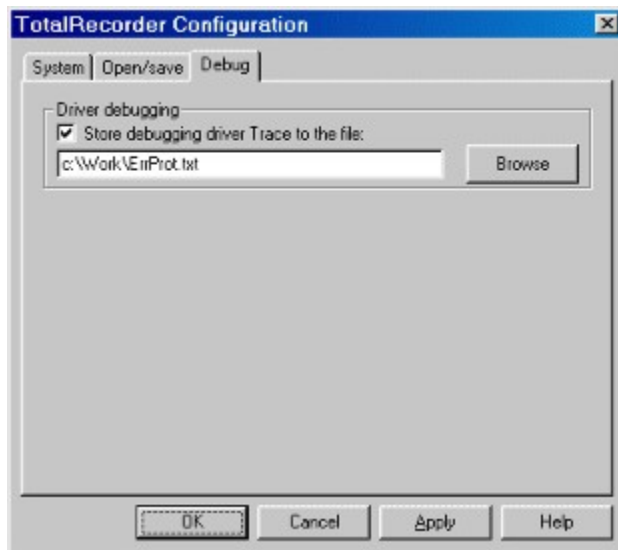 TotalRecorder Configuration
System Open/save Debug
Driver debugging
Store debugging driver Trace to the file:
c:\Work\ErrProt.txt Browse
OK Cancel Apply Help